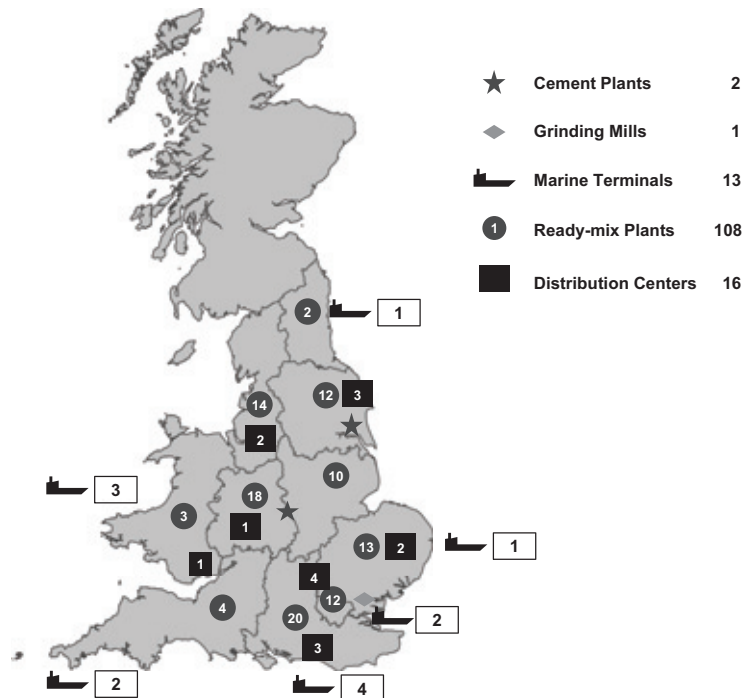 Cement Plants 2
Grinding Mills 1
Marine Terminals 13
1 Ready-mix Plants 108
Distribution Centers 16
2 1
12 3
14
2
10
3 18
3 1
13 2 1
1
4 12
4 20 2
3
2 4